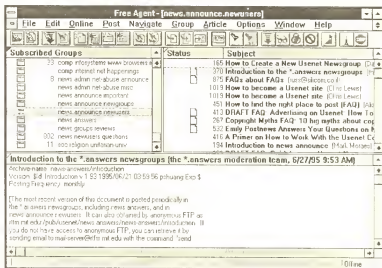 Free Agent - [news.announce.newusers]
File Edit Online Post Navigate Group Article Options Window Help
Subscribed Groups
Status
Subject
33 comp infosystems www browsers
comp internet net-happenings
8 news admin net-abuse announce
news admin net-abuse misc
news announce important
news announce newgroups
news announce newusers
news answers
news groups reviews
002 news newusers questions
11 soc religion unitarian-univ
165 How to Create a New Usenet Newsgroup
370 Introduction to the *.answers newsgroups
875 FAQs about FAQs
1019 How to become a Usenet site (Chris Lewis)
1019 How to become a Usenet site (Chris Lewis)
451 How to find the right place to post (FAQ)
413 DRAFT FAQ: Advertising on Usenet: How To
267 Copyright Myths FAQ: 10 big myths about cop
532 Emily Postnews Answers Your Questions on N
416 A Primer on How to Work With the Usenet Co
194 Introduction to news announce
Introduction to the *.answers newsgroups (the *.answers moderation team, 6/27/95 9:53 AM)
Archive-name: news-answers/introduction
Posting-Frequency: monthly
[The most recent version of this document is posted periodically in
the *.answers newsgroups, including news answers, and in
news announce newusers. It can also be obtained by anonymous FTP as
If you
do not have access to anonymous FTP, you can retrieve it by
sending email to mail-server@rtfm.mit.edu with the command "send
Offline